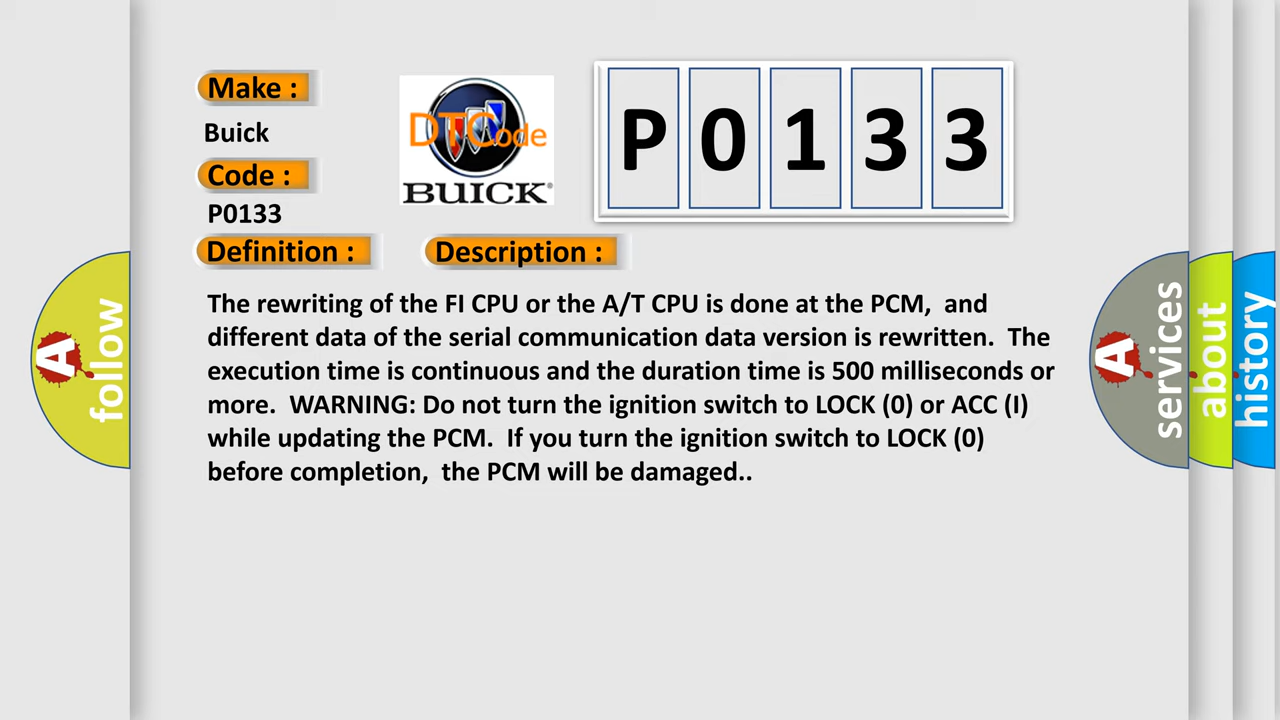 Make :
Buick
Code :
P0133
Definition :
Description :
DTCode
BUICK
P0133
The rewriting of the FI CPU or the A/T CPU is done at the PCM, and
different data of the serial communication data version is rewritten. The
execution time is continuous and the duration time is 500 milliseconds or
more. WARNING: Do not turn the ignition switch to LOCK (0) or ACC (I)
while updating the PCM. If you turn the ignition switch to LOCK (0)
before completion, the PCM will be damaged..
A follow
A services
about
history